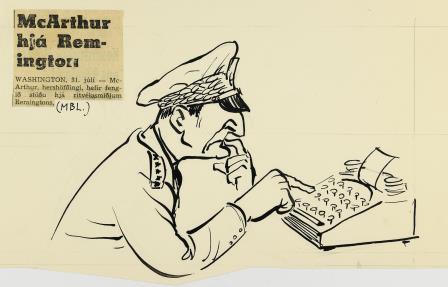 McArthur
hjá Rem-
ington
WASHINGTON, 31. júlí — Mc-
Arthur, hershöfðingi, hefir feng-
ið stöðu hjá ritvélasmiðjum
Remingtons.
(MBL.)